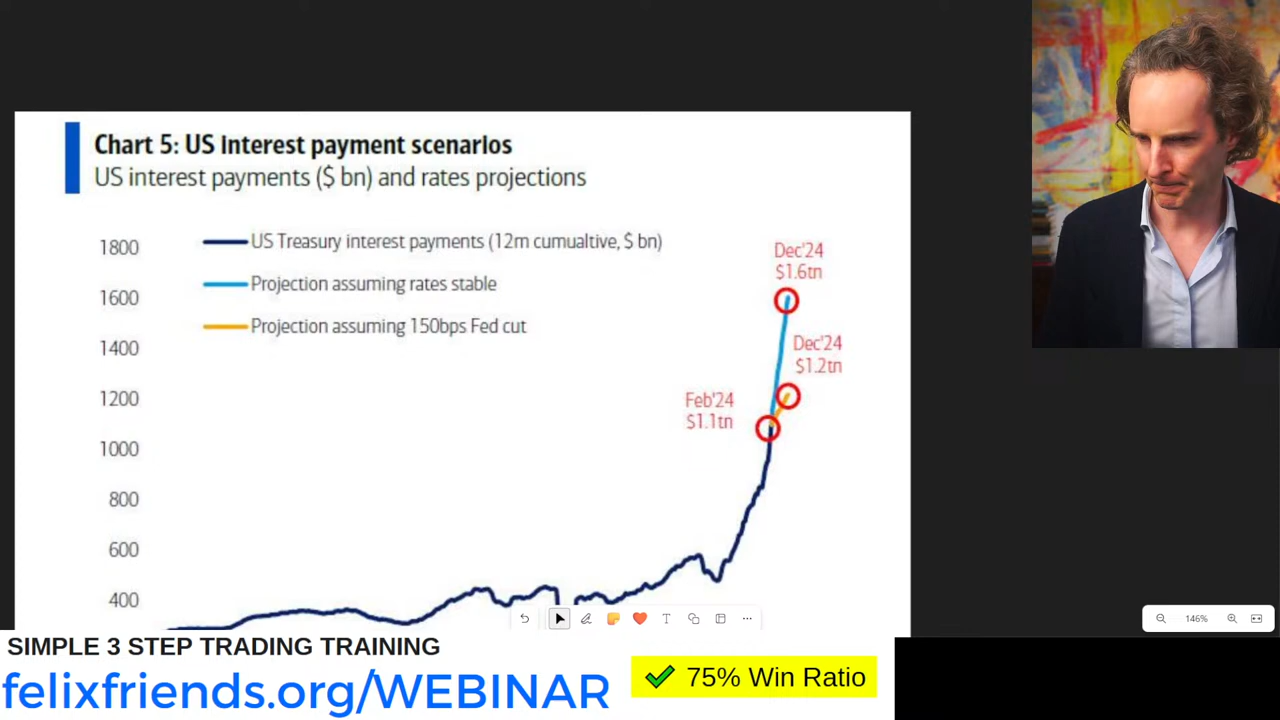 Chart 5: US Interest payment scenarios
US interest payments ($ bn) and rates projections
1800
1600
1400
1200
1000
800
600
400
US Treasury interest payments (12m cumualtive, $ bn)
Projection assuming rates stable
Projection assuming 150bps Fed cut
Dec'24
$1.6tn
Dec'24
$1.2tn
Feb'24
$1.1tn
146%
SIMPLE 3 STEP TRADING TRAINING
felixfriends.org/WEBINAR
75% Win Ratio